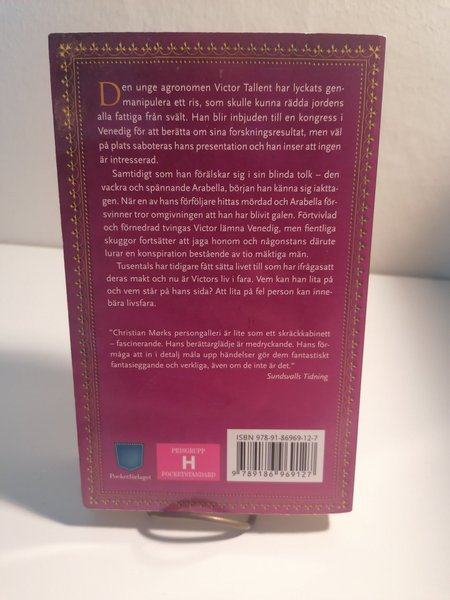 Den unge agronomen Victor Tallent har lyckats gen-
manipulera ett ris, som skulle kunna rädda jordens
alla fattiga från svält. Han blir inbjuden till en kongress i
Venedig för att berätta om sina forskningsresultat, men väl
på plats saboteras hans presentation och han inser att ingen
är intresserad.
Samtidigt som han förälskar sig i sin blinda tolk – den
vackra och spännande Arabella, början han känna sig iaktta-
gen. När en av hans förföljare hittas mördad och Arabella för-
svinner tror omgivningen att han har blivit galen. Förtvivlad
och förnedrad tvingas Victor lämna Venedig, men fientliga
skuggor fortsätter att jaga honom och någonstans därute
lurar en konspiration bestående av tio mäktiga män.
Tusentals har tidigare fått sätta livet till som har ifrågasatt
deras makt och nu är Victors liv i fara. Vem kan han lita på
och vem står på hans sida? Att lita på fel person kan inne-
bära livsfara.
"Christian Mørks persongalleri är lite som ett skräckkabinett
– fascinerande. Hans berättarglädje är medryckande. Hans för-
måga att in i detalj måla upp händelser gör dem fantastiskt
fantasieggande och verkliga, även om de inte är det."
Sundsvalls Tidning
ISBN 978-91-86969-12-7
9 789186 969127
Pocketförlaget
PRISGRUPP
H
POCKETSTANDARD